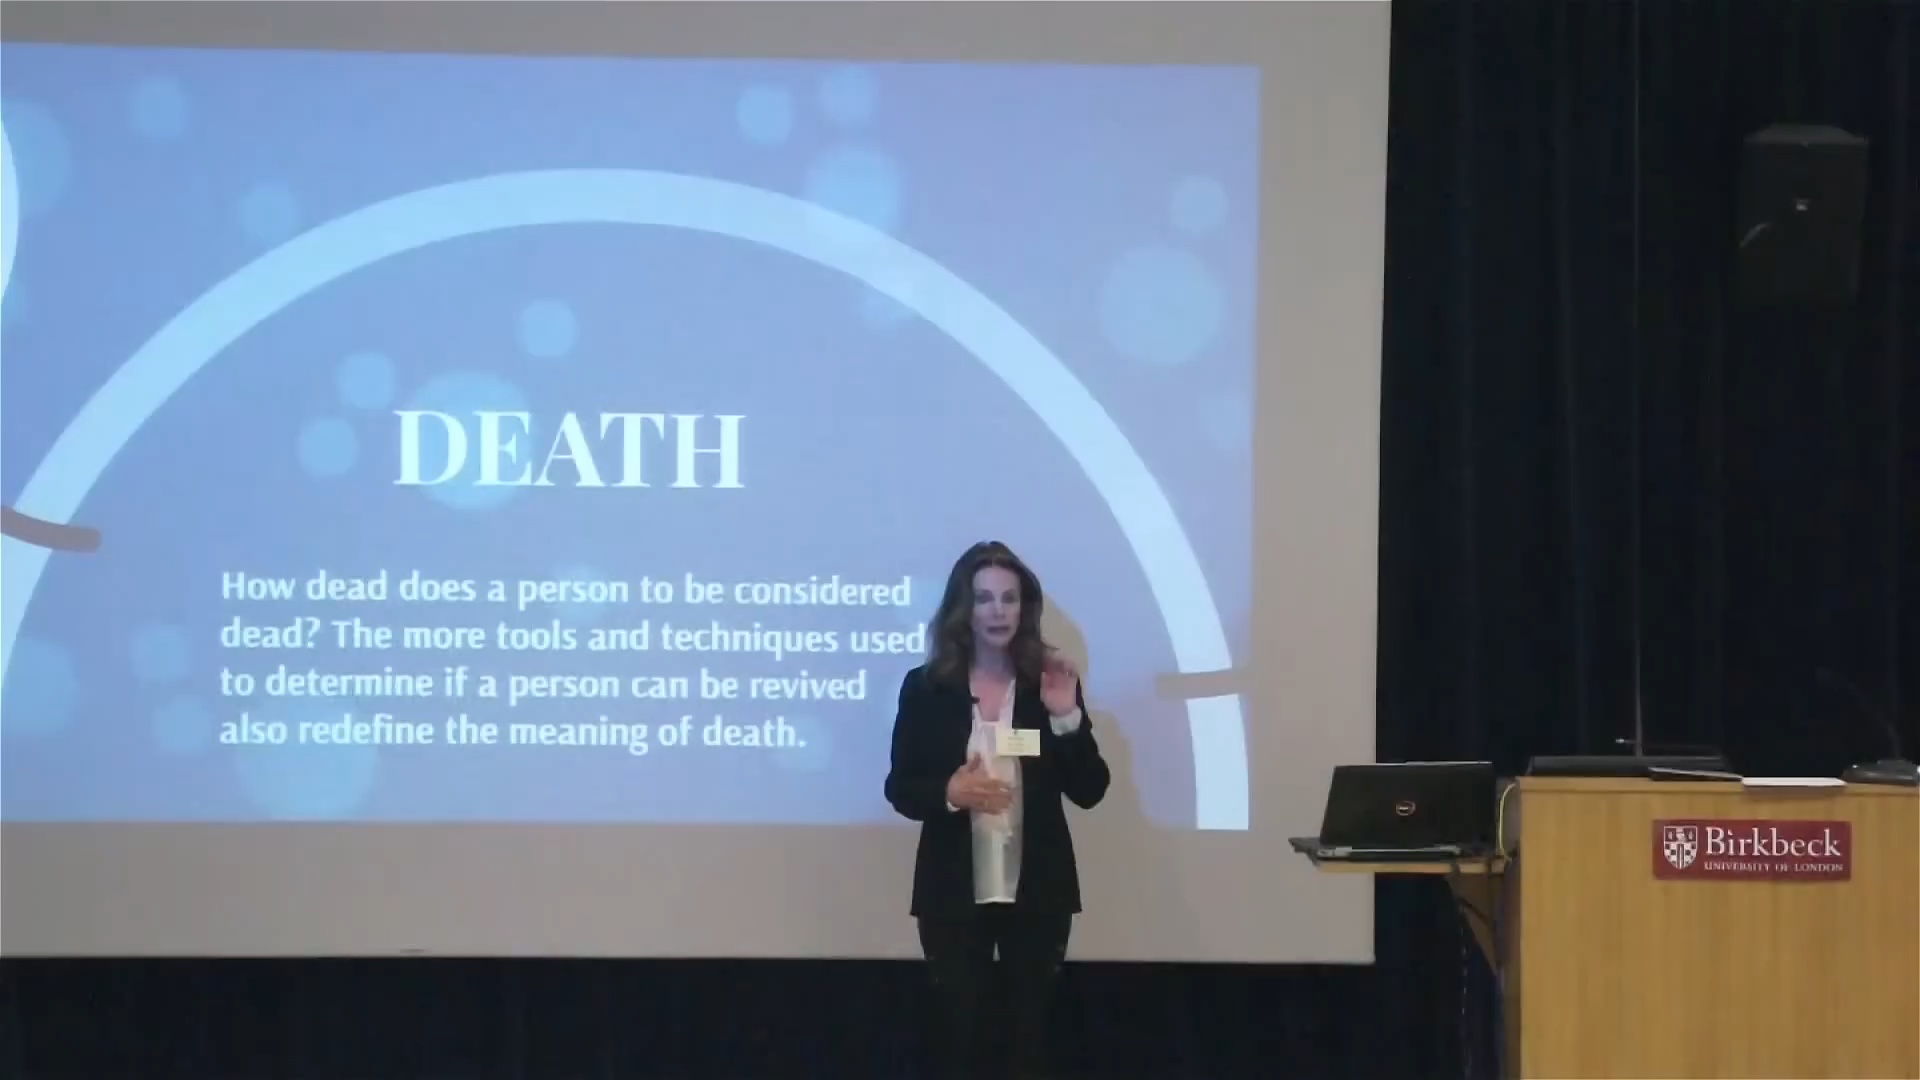 DEATH
How dead does a person to be considered
dead? The more tools and techniques used
to determine if a person can be revived
also redefine the meaning of death.
Birkbeck
UNIVERSITY OF LONDON